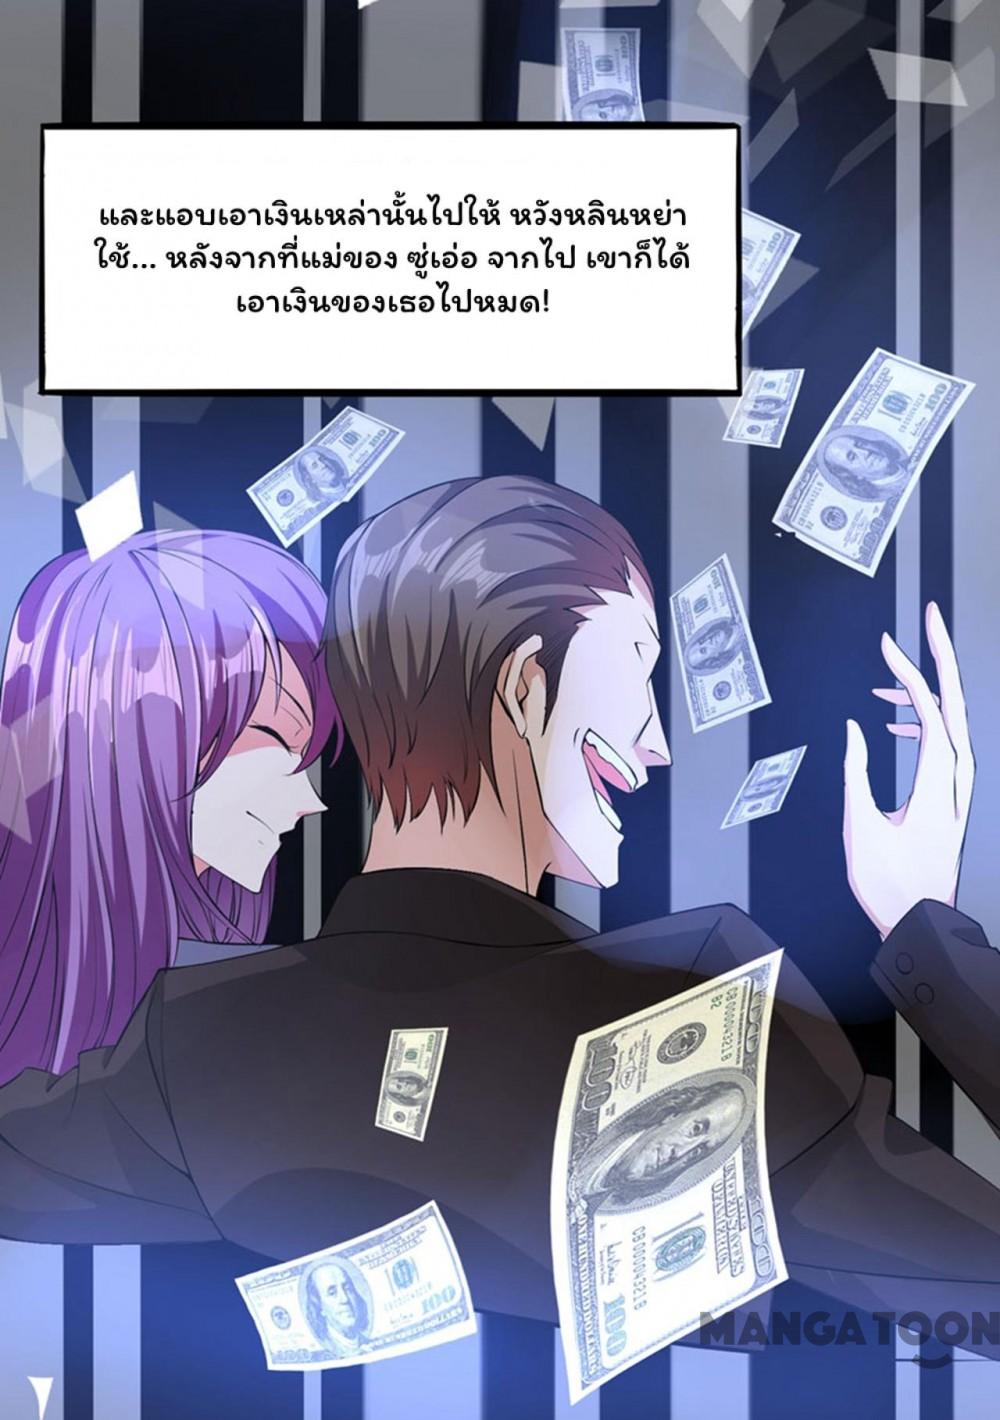 และแอบเอาเงินเหล่านั้นไปให้ หวังหลินหย่า
ใช้... หลังจากที่แม่ของ ซู่เอ่อ จากไป เขาก็ได้
เอาเงินของเธอไปหมด!
MANGATOON